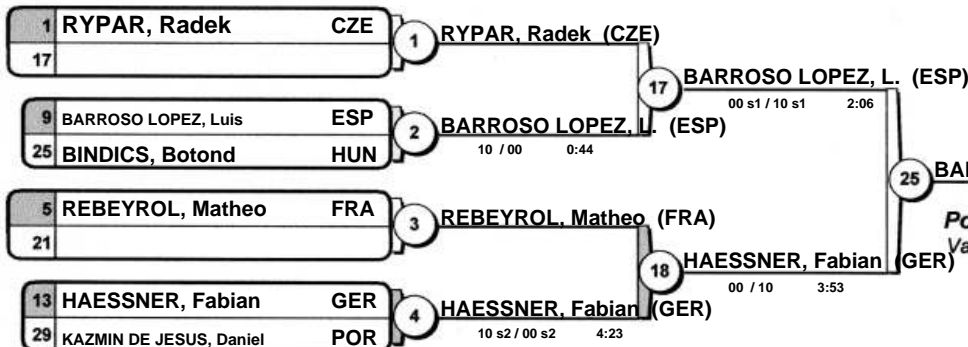 1 RYPAR, Radek CZE
17
1 RYPAR, Radek (CZE)
9 BARROSO LOPEZ, Luis ESP
25 BINDICS, Botond HUN
2 BARROSO LOPEZ, L. (ESP)
10 / 00 0:44
17 BARROSO LOPEZ, L. (ESP)
00 s1 / 10 s1 2:06
5 REBEYROL, Matheo FRA
21
3 REBEYROL, Matheo (FRA)
13 HAESSNER, Fabian GER
29 KAZMIN DE JESUS, Daniel POR
4 HAESSNER, Fabian (GER)
10 s2 / 00 s2 4:23
18 HAESSNER, Fabian (GER)
00 / 10 3:53
25